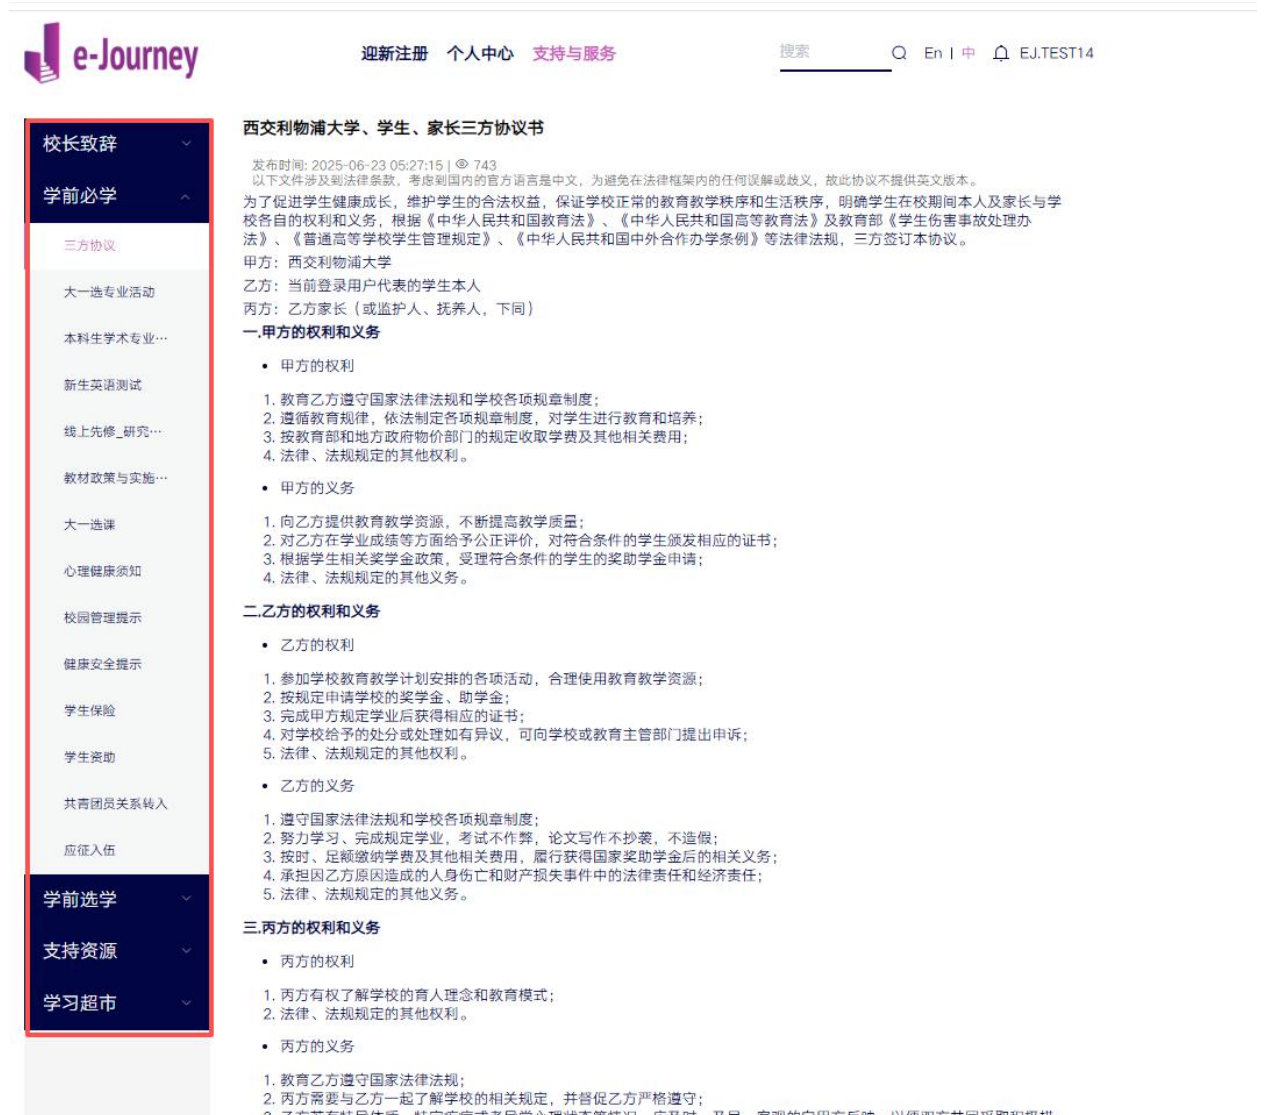 e-Journey
迎新注册 个人中心 支持与服务
搜索
En | 中 EJ.TEST14
校长致辞
学前必学
三方协议
大一选专业活动
本科生学术专业···
新生英语测试
线上先修_研究···
教材政策与实施···
大一选课
心理健康须知
校园管理提示
健康安全提示
学生保险
学生资助
共青团员关系转入
应征入伍
学前选学
支持资源
学习超市
西交利物浦大学、学生、家长三方协议书
发布时间: 2025-06-23 05:27:15 | 743
以下文件涉及到法律条款，考虑到国内的官方语言是中文，为避免在法律框架内的任何误解或歧义，故此协议不提供英文版本。
为了促进学生健康成长，维护学生的合法权益，保证学校正常的教育教学秩序和生活秩序，明确学生在校期间本人及家长与学
校各自的权利和义务，根据《中华人民共和国教育法》、《中华人民共和国高等教育法》及教育部《学生伤害事故处理办
法》、《普通高等学校学生管理规定》、《中华人民共和国中外合作办学条例》等法律法规，三方签订本协议。
甲方：西交利物浦大学
乙方：当前登录用户代表的学生本人
丙方：乙方家长（或监护人、抚养人，下同）
一.甲方的权利和义务
• 甲方的权利
1. 教育乙方遵守国家法律法规和学校各项规章制度；
2. 遵循教育规律，依法制定各项规章制度，对学生进行教育和培养；
3. 按教育部和地方政府物价部门的规定收取学费及其他相关费用；
4. 法律、法规规定的其他权利。
• 甲方的义务
1. 向乙方提供教育教学资源，不断提高教学质量；
2. 对乙方在学业成绩等方面给予公正评价，对符合条件的学生颁发相应的证书；
3. 根据学生相关奖学金政策，受理符合条件的学生的奖助学金申请；
4. 法律、法规规定的其他义务。
二.乙方的权利和义务
• 乙方的权利
1. 参加学校教育教学计划安排的各项活动，合理使用教育教学资源；
2. 按规定申请学校的奖学金、助学金；
3. 完成甲方规定学业后获得相应的证书；
4. 对学校给予的处分或处理如有异议，可向学校或教育主管部门提出申诉；
5. 法律、法规规定的其他权利。
• 乙方的义务
1. 遵守国家法律法规和学校各项规章制度；
2. 努力学习、完成规定学业，考试不作弊，论文写作不抄袭，不造假；
3. 按时、足额缴纳学费及其他相关费用，履行获得国家奖助学金后的相关义务；
4. 承担因乙方原因造成的人身伤亡和财产损失事件中的法律责任和经济责任；
5. 法律、法规规定的其他义务。
三.丙方的权利和义务
• 丙方的权利
1. 丙方有权了解学校的育人理念和教育模式；
2. 法律、法规规定的其他权利。
• 丙方的义务
1. 教育乙方遵守国家法律法规；
2. 丙方需要与乙方一起了解学校的相关规定，并督促乙方严格遵守；